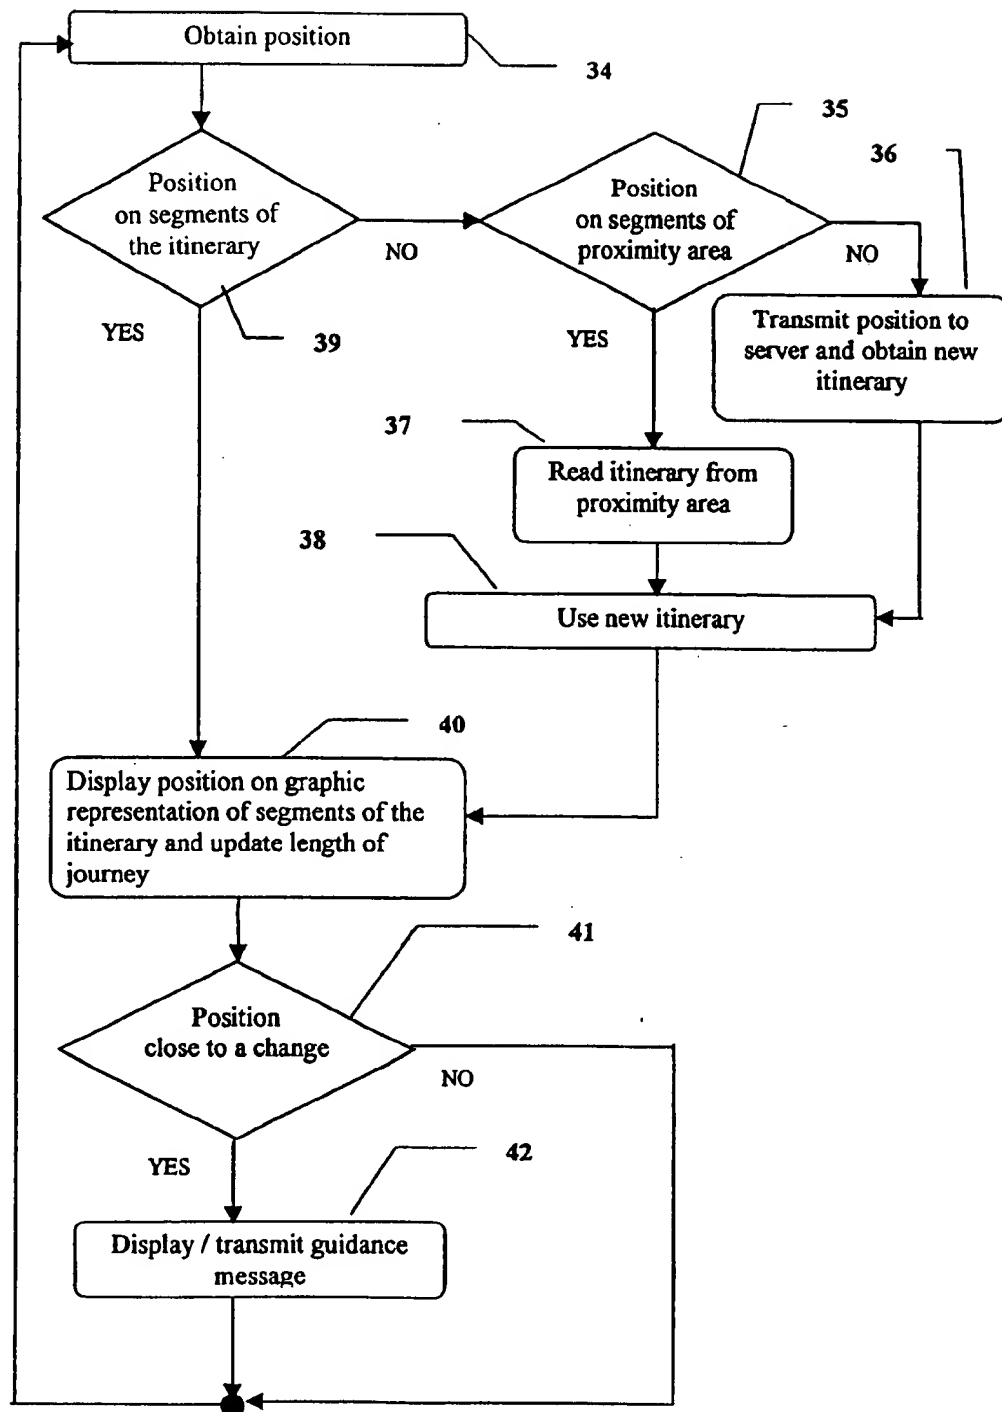 Obtain position
34
35
36
Position
on segments of
the itinerary
NO
Position
on segments of
proximity area
NO
YES
39
YES
Transmit position to
server and obtain new
itinerary
37
Read itinerary from
proximity area
38
Use new itinerary
40
Display position on graphic
representation of segments of the
itinerary and update length of
journey
41
Position
close to a change
NO
YES
42
Display / transmit guidance
message